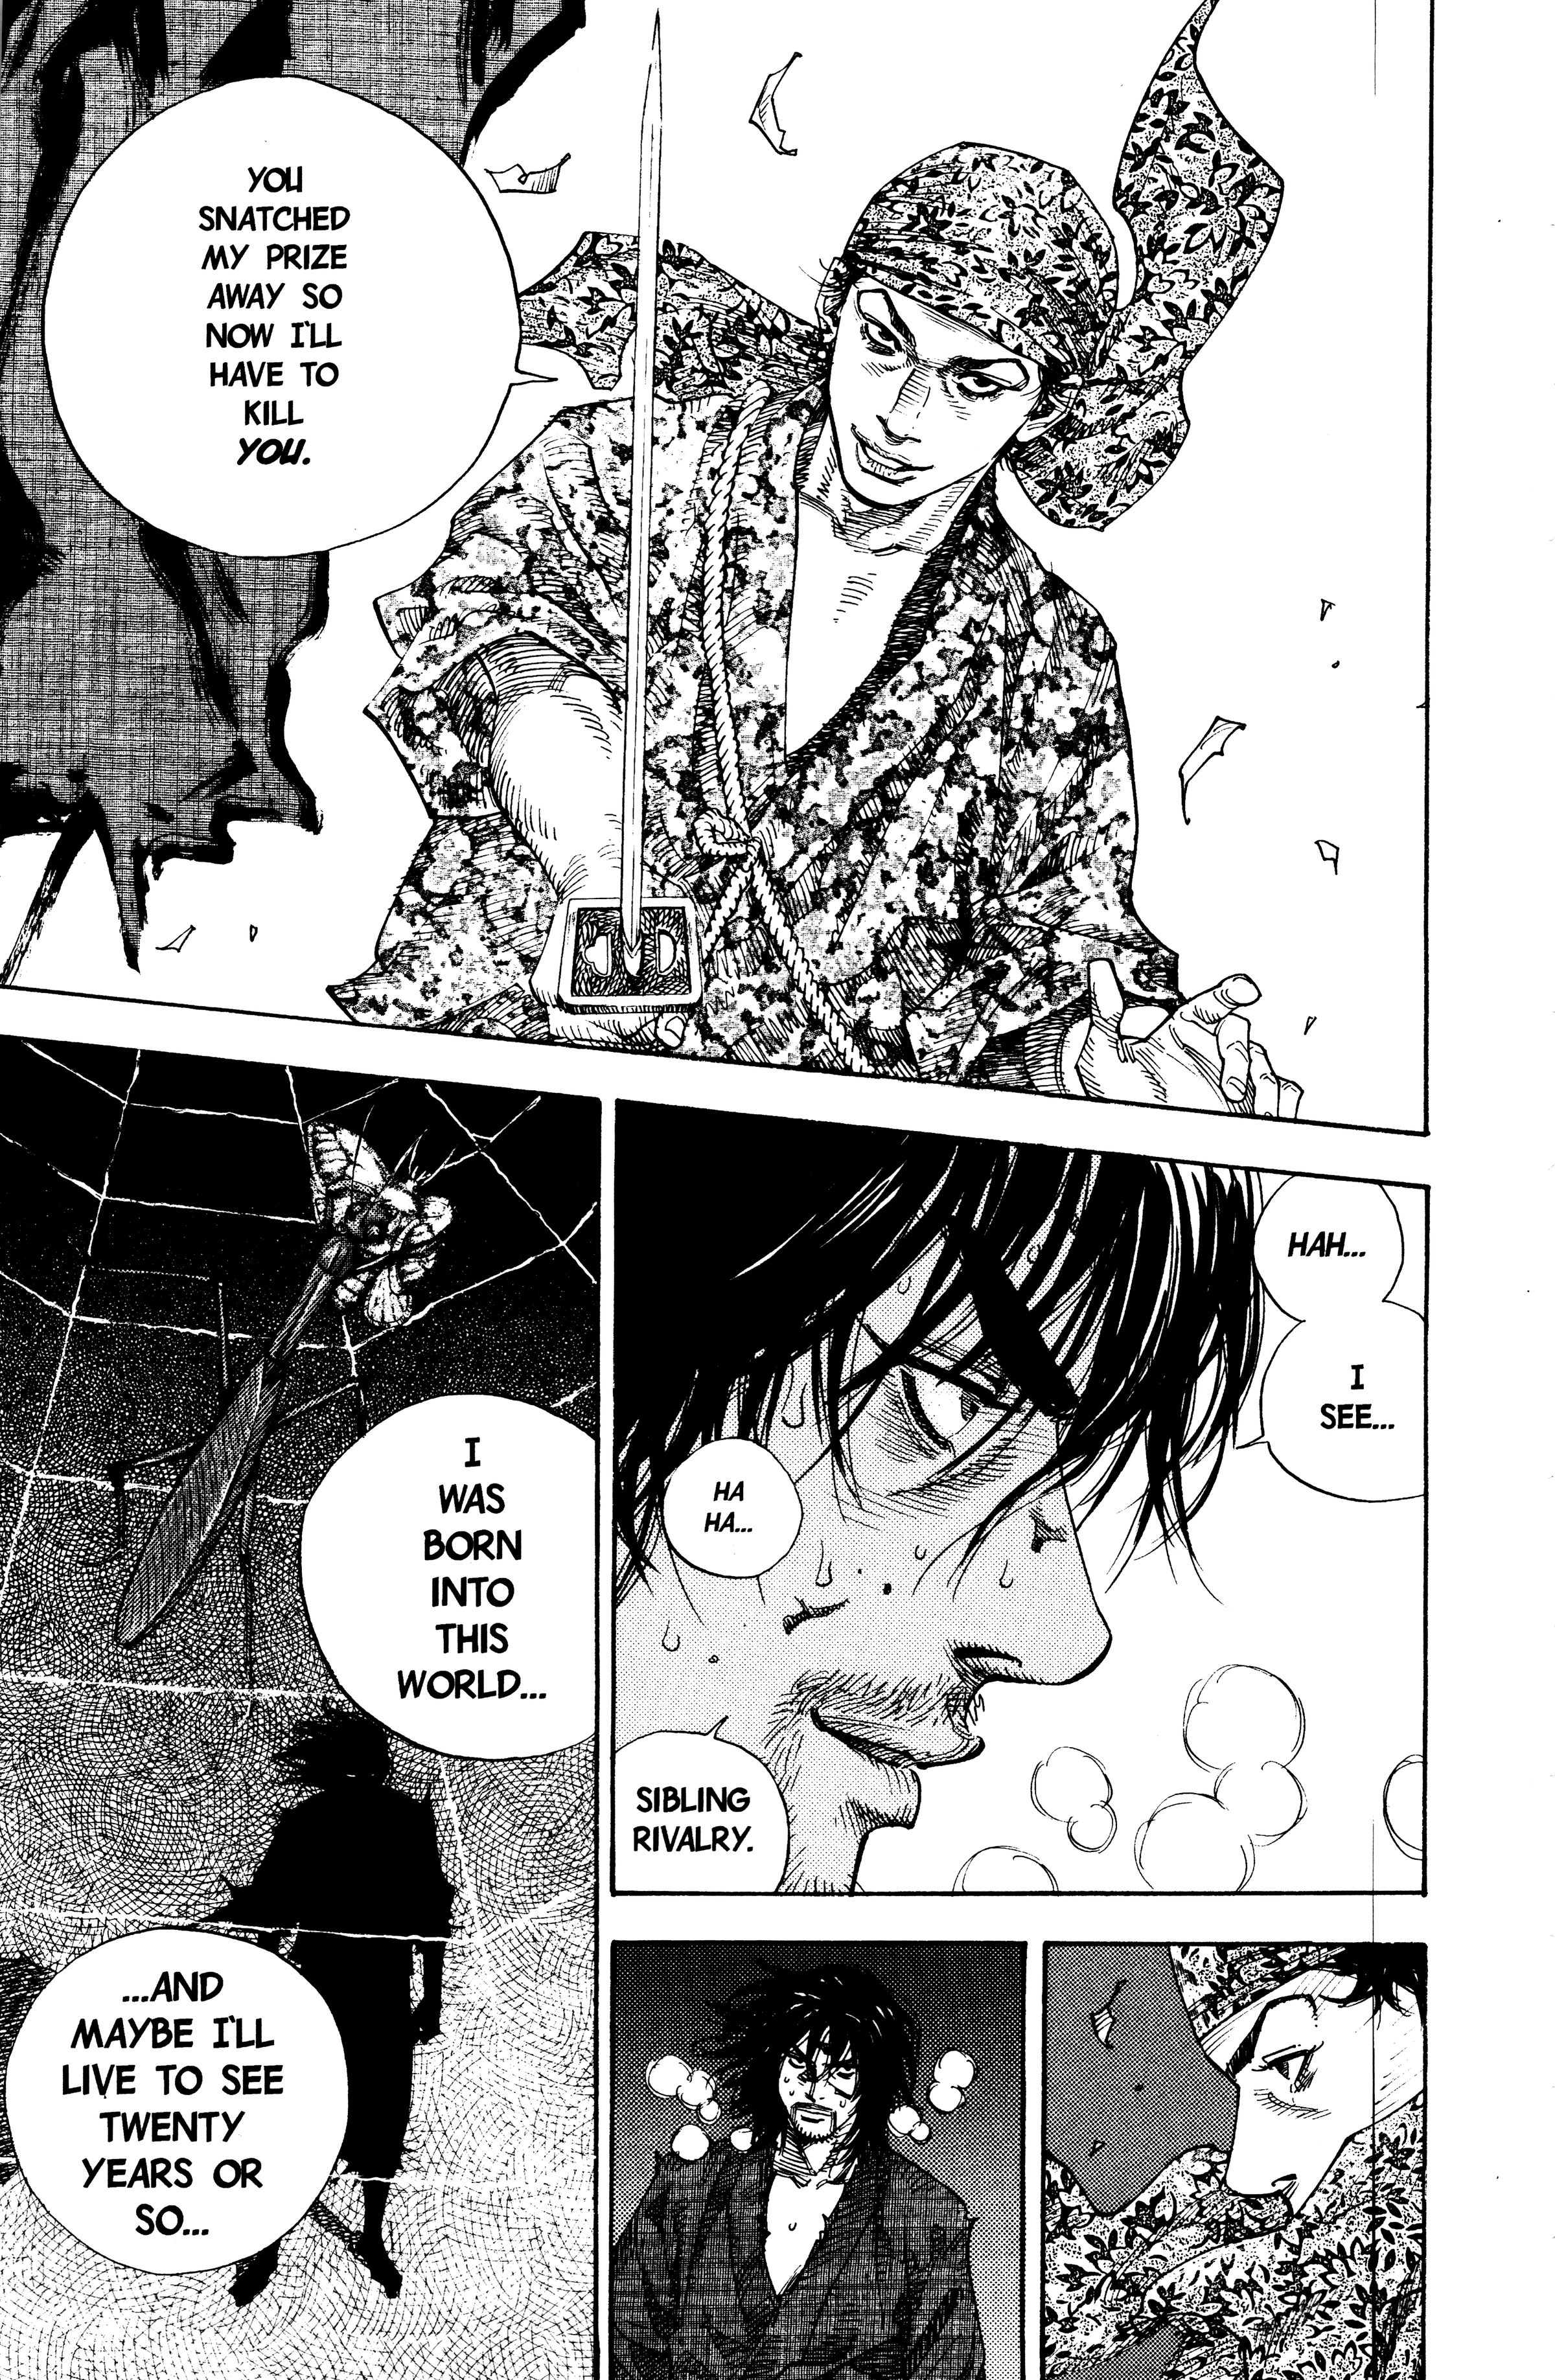 YOU
SNATCHED
MY PRIZE
AWAY SO
NOW I'LL
HAVE TO
KILL
YOU.
HAH...
I
SEE...
HA
HA...
SIBLING
RIVALRY.
I
WAS
BORN
INTO
THIS
WORLD...
...AND
MAYBE I'LL
LIVE TO SEE
TWENTY
YEARS OR
SO...